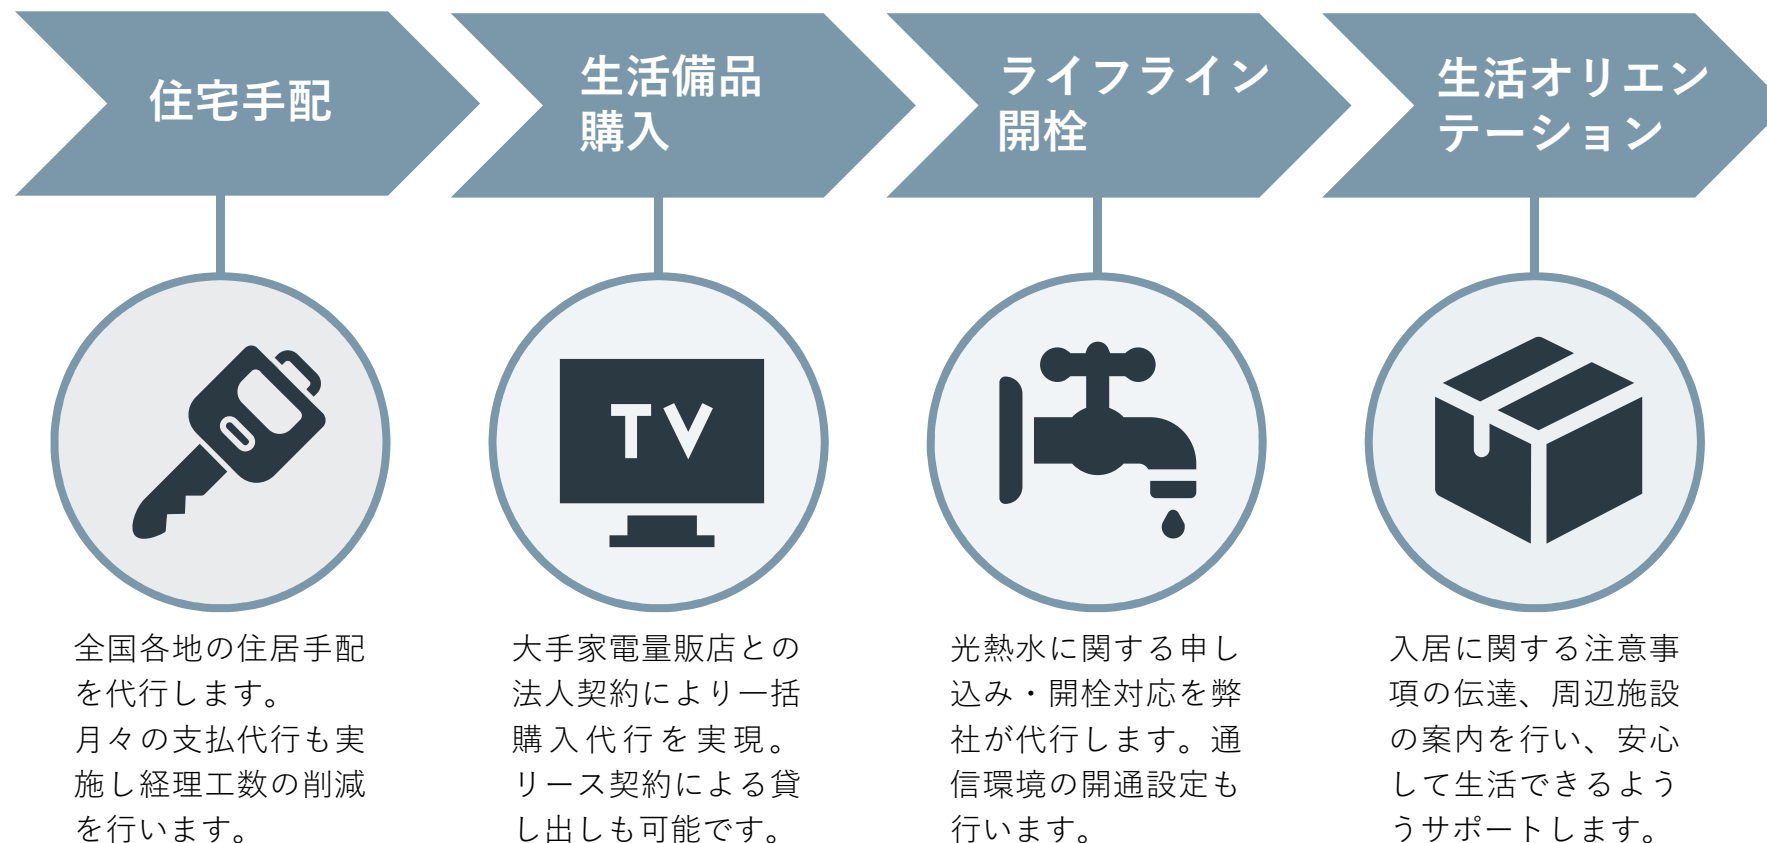 住宅手配
生活備品
購入
ライフライン
開栓
生活オリエン
テーション
TV
全国各地の住居手配
を代行します。
月々の支払代行も実
施し経理工数の削減
を行います。
大手家電量販店との
法人契約により一括
購入代行を実現。
リース契約による貸
し出しも可能です。
光熱水に関する申し
込み・開栓対応を弊
社が代行します。通
信環境の開通設定も
行います。
入居に関する注意事
項の伝達、周辺施設
の案内を行い、安心
して生活できるよう
うサポートします。